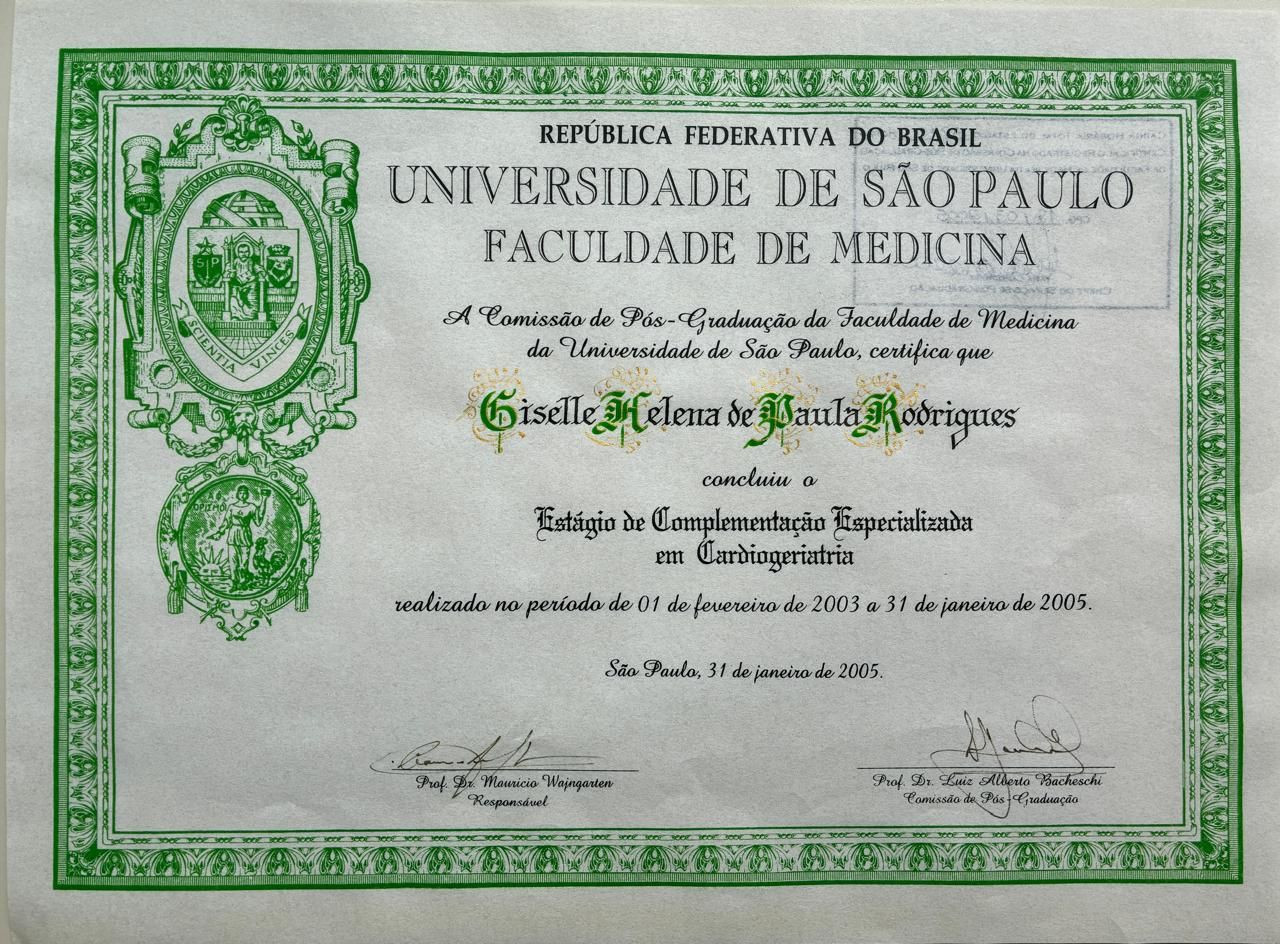 REPÚBLICA FEDERATIVA DO BRASIL
UNIVERSIDADE DE SÃO PAULO
FACULDADE DE MEDICINA
A Comissão de Pós-Graduação da Faculdade de Medicina
da Universidade de São Paulo, certifica que
Giselle Helena de Paula Rodrigues
concluiu o
Estágio de Complementação Especializada
em Cardiogeriatria
realizado no período de 01 de fevereiro de 2003 a 31 de janeiro de 2005.
São Paulo, 31 de janeiro de 2005.
Prof. Dr. Mauricio Wajngarten
Responsável
Prof. Dr. Luiz Alberto Bacheschi
Comissão de Pós-Graduação
SP
SCIENTIA VINCES